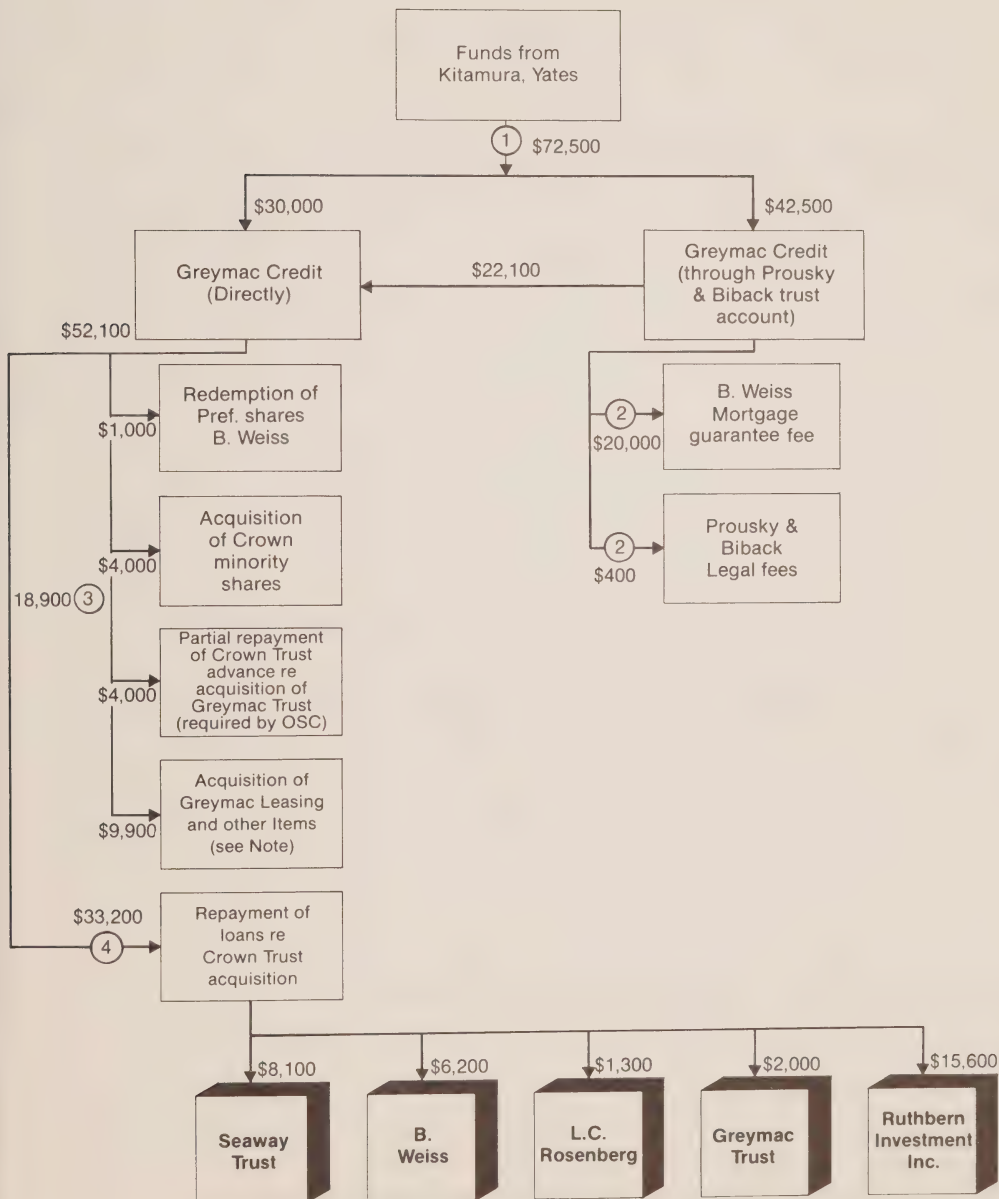 Funds from
Kitamura, Yates
1 $72,500
$30,000
$42,500
Greymac Credit
(Directly)
$22,100
Greymac Credit
(through Prousky
& Biback trust
account)
$52,100
Redemption of
Pref. shares
B. Weiss
$1,000
B. Weiss
Mortgage
guarantee fee
2
$20,000
Acquisition
of Crown
minority
shares
$4,000
Prousky &
Biback
Legal fees
2
$400
18,900 3
Partial repayment
of Crown Trust
advance re
acquisition of
Greymac Trust
(required by OSC)
$4,000
Acquisition of
Greymac Leasing
and other Items
(see Note)
$9,900
$33,200
4
Repayment of
loans re
Crown Trust
acquisition
$8,100
$6,200
$1,300
$2,000
$15,600
Seaway
Trust
B.
Weiss
L.C.
Rosenberg
Greymac
Trust
Ruthbern
Investment
Inc.